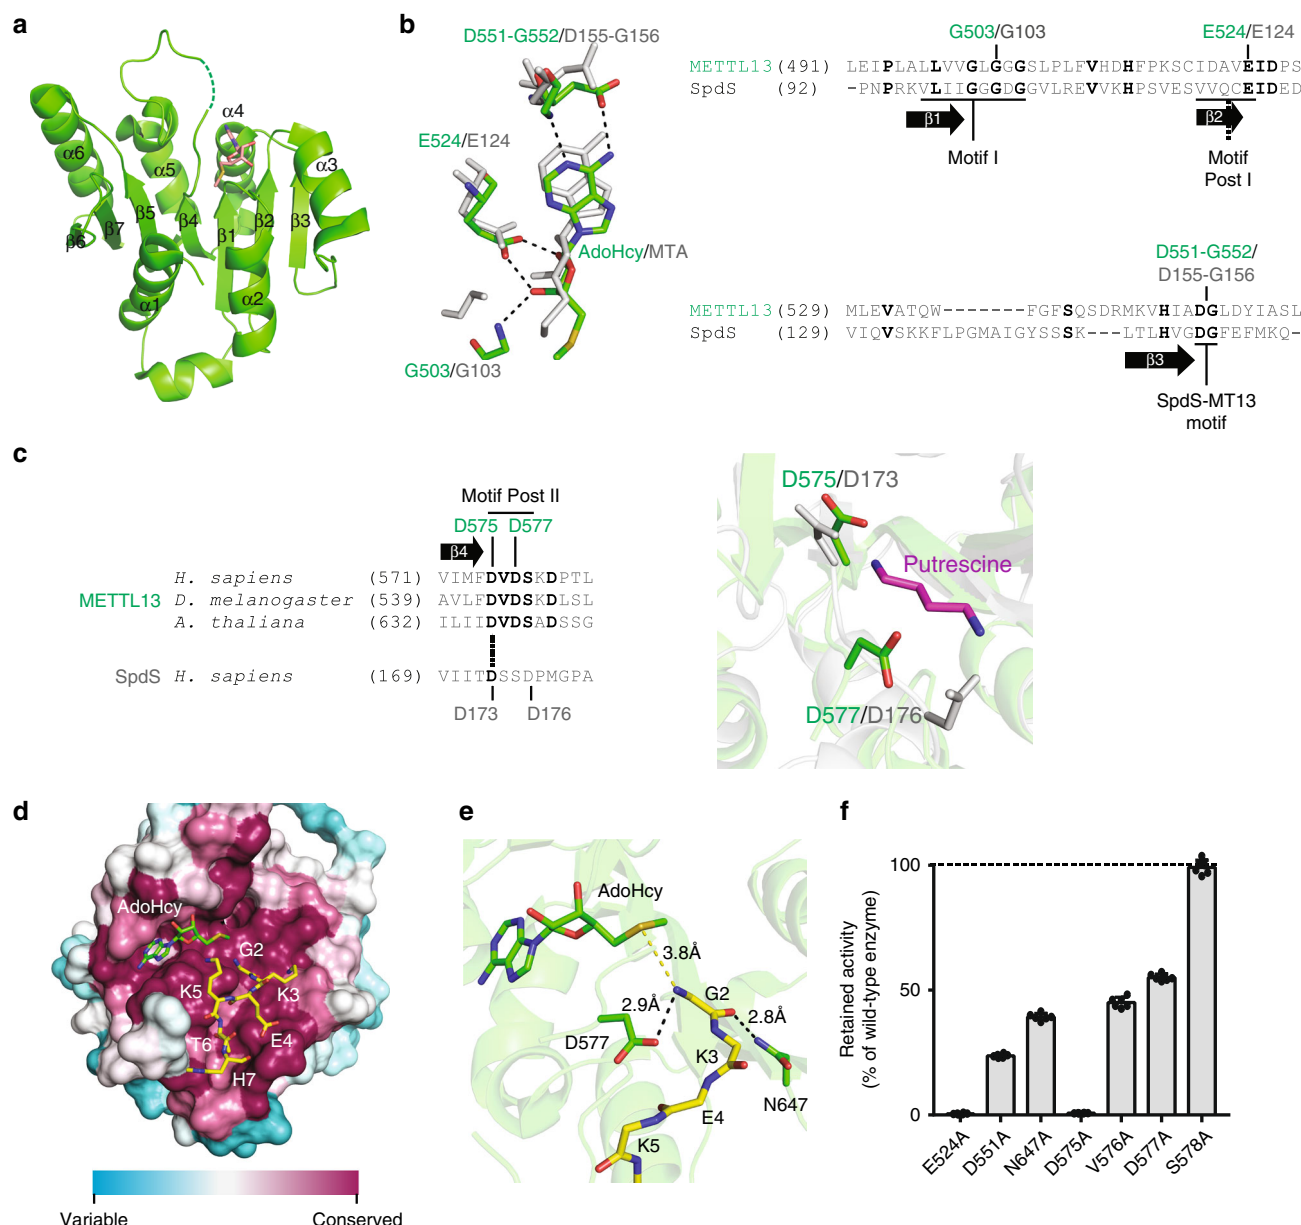 a
α4
α6
α5
α3
β5
β4
β2
β3
β7
β6
β1
α1
α2
b
D551-G552/D155-G156
E524/E124
AdoHcy/MTA
G503/G103
G503/G103
E524/E124
METTL13 (491) LEIPLALLVVGLGGGSLPLFVHDHFPKSCIDAVEIDPS
SpdS (92) -PNPRKVLIIGGGDGGVLREVVKHPSVESVVQCEIDED
β1
β2
Motif I
Motif
Post I
D551-G552/
D155-G156
METTL13 (529) MLEVATQW-------FGFSQSDRMKVHIADGLDYIASL
SpdS (129) VIQVSKKFLPGMAIGYSSSK---LTLHVGDGFEFMKQ-
β3
SpdS-MT13
motif
c
Motif Post II
D575 D577
β4
H. sapiens (571) VIMFDVDSKDPTL
METTL13 D. melanogaster (539) AVLFDVDSKDLSL
A. thaliana (632) ILIIDVDSADSSG
SpdS H. sapiens (169) VIITDSSDPMGPA
D173 D176
D575/D173
Putrescine
D577/D176
d
AdoHcy
G2
K5
K3
T6
E4
H7
Variable Conserved
e
AdoHcy
3.8Å
2.9Å
G2
2.8Å
D577
K3
E4
N647
K5
f
Retained activity
(% of wild-type enzyme)
100
50
0
E524A
D551A
N647A
D575A
V576A
D577A
S578A